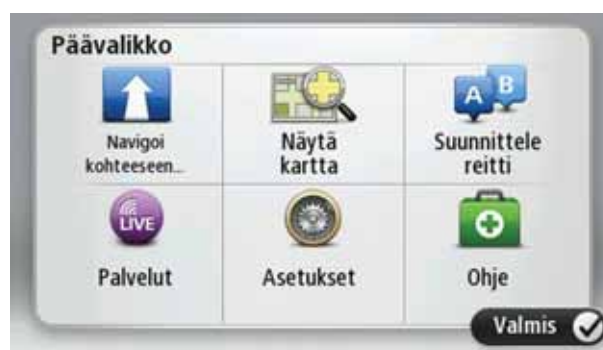 Päävalikko
Navigoi
kohteeseen...
Näytä
kartta
A B
Suunnittele
reitti
LIVE
Palvelut
Asetukset
Ohje
Valmis